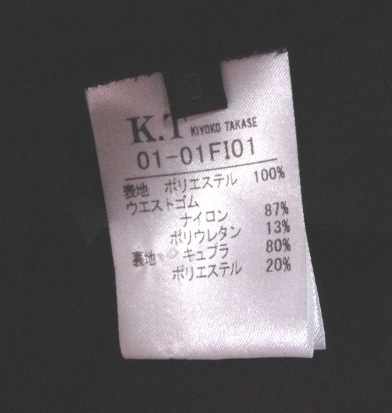 K.T KIYOKO TAKASE
01-01FI01
表地 ポリエステル 100%
ウエストゴム
ナイロン 87%
ポリウレタン 13%
裏地 キュプラ 80%
ポリエステル 20%